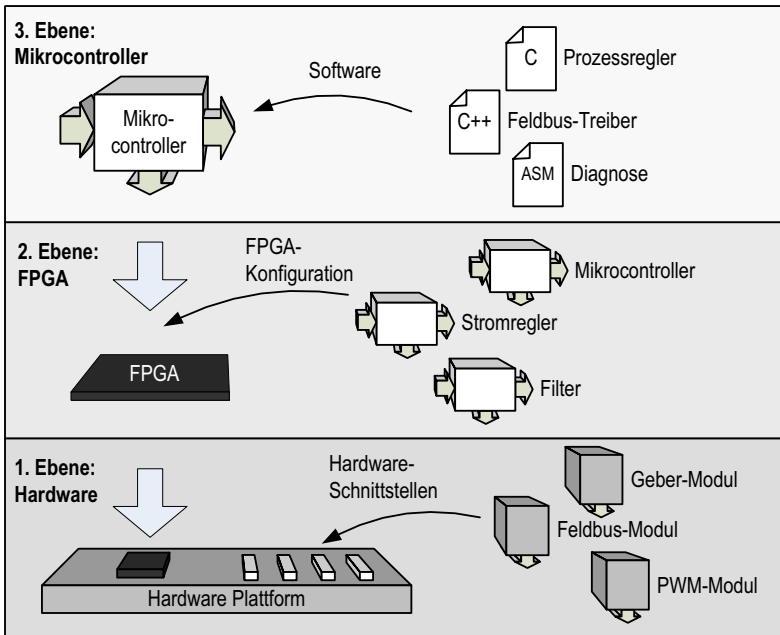 3. Ebene:
Mikrocontroller
Mikro-
controller
Software
C
Prozessregler
C++
Feldbus-Treiber
ASM
Diagnose
2. Ebene:
FPGA
FPGA-
Konfiguration
Mikrocontroller
Stromregler
Filter
FPGA
1. Ebene:
Hardware
Hardware-
Schnittstellen
Geber-Modul
Feldbus-Modul
PWM-Modul
Hardware Plattform